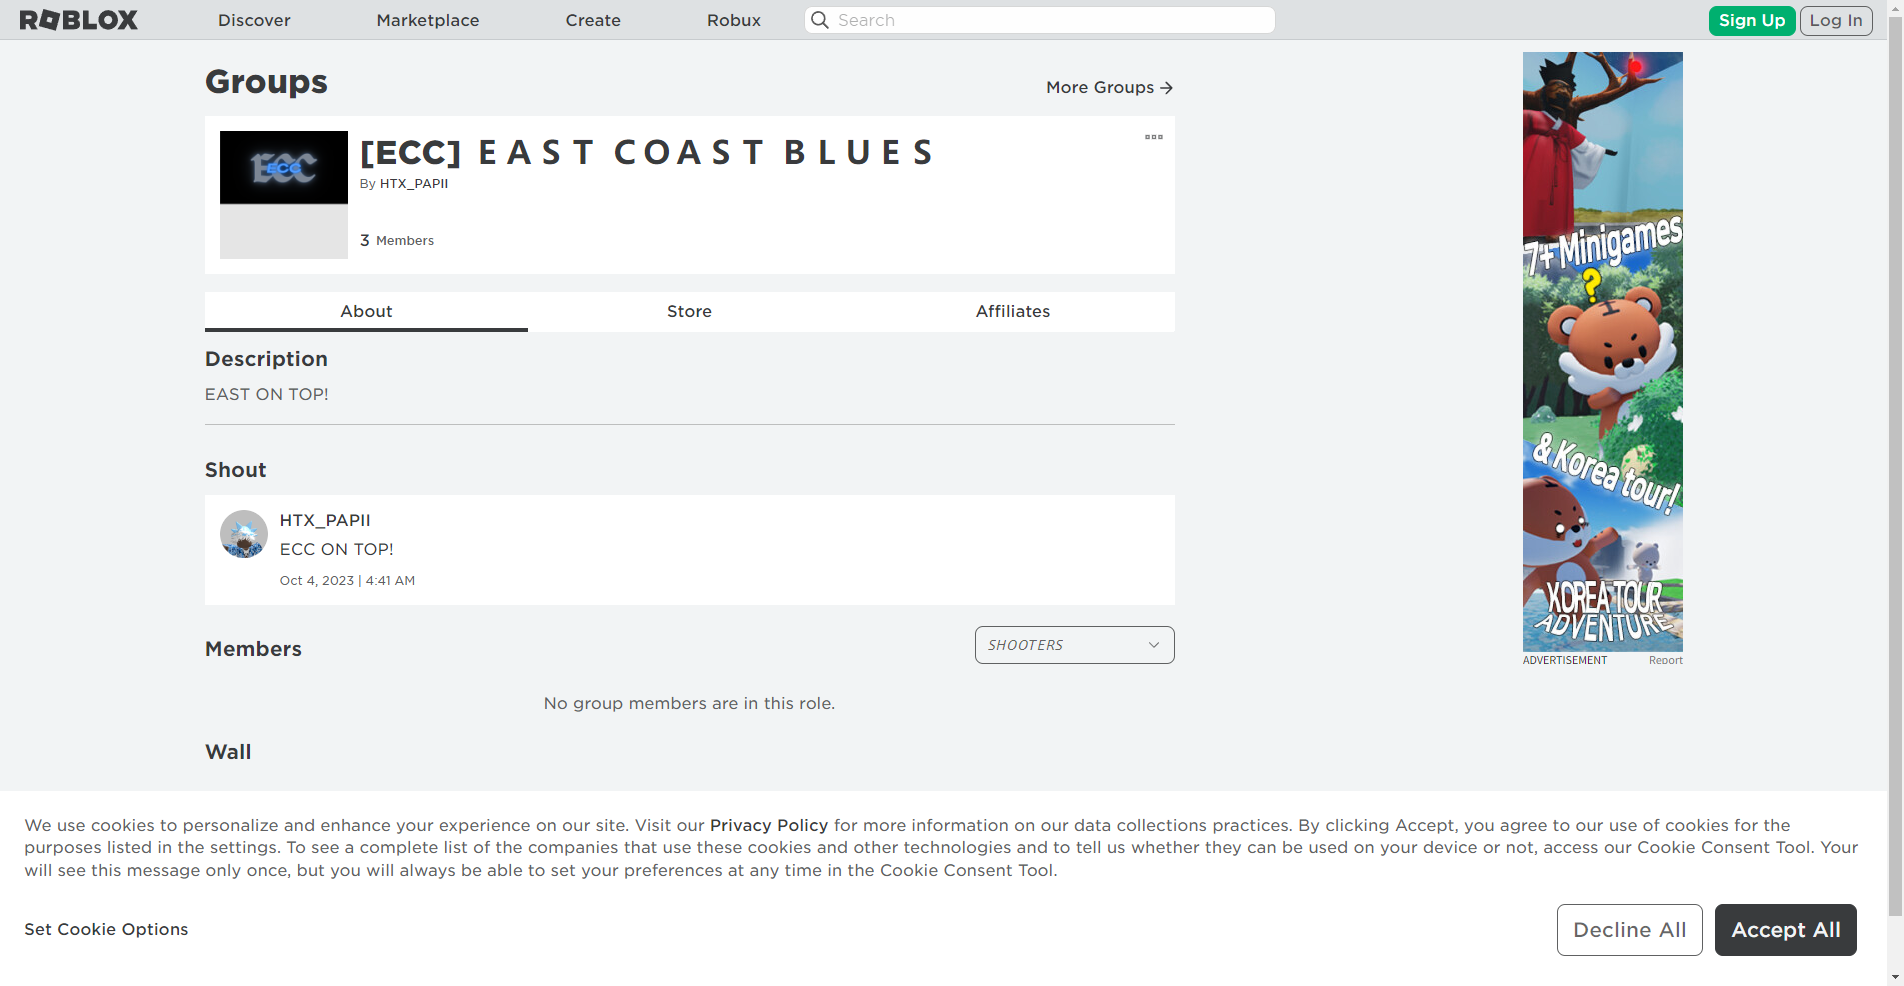 ROBLOX
Discover
Marketplace
Create
Robux
Search
Sign Up
Log In
Groups
More Groups
ECC
ECC
[ECC] E A S T  C O A S T  B L U E S
By HTX_PAPII
3 Members
About
Store
Affiliates
Description
EAST ON TOP!
Shout
HTX_PAPII
ECC ON TOP!
Oct 4, 2023 | 4:41 AM
Members
SHOOTERS
No group members are in this role.
Wall
7+ Minigames
?
& Korea tour!
KOREA TOUR
ADVENTURE
ADVERTISEMENT
Report
We use cookies to personalize and enhance your experience on our site. Visit our Privacy Policy for more information on our data collections practices. By clicking Accept, you agree to our use of cookies for the
purposes listed in the settings. To see a complete list of the companies that use these cookies and other technologies and to tell us whether they can be used on your device or not, access our Cookie Consent Tool. Your
will see this message only once, but you will always be able to set your preferences at any time in the Cookie Consent Tool.
Set Cookie Options
Decline All
Accept All